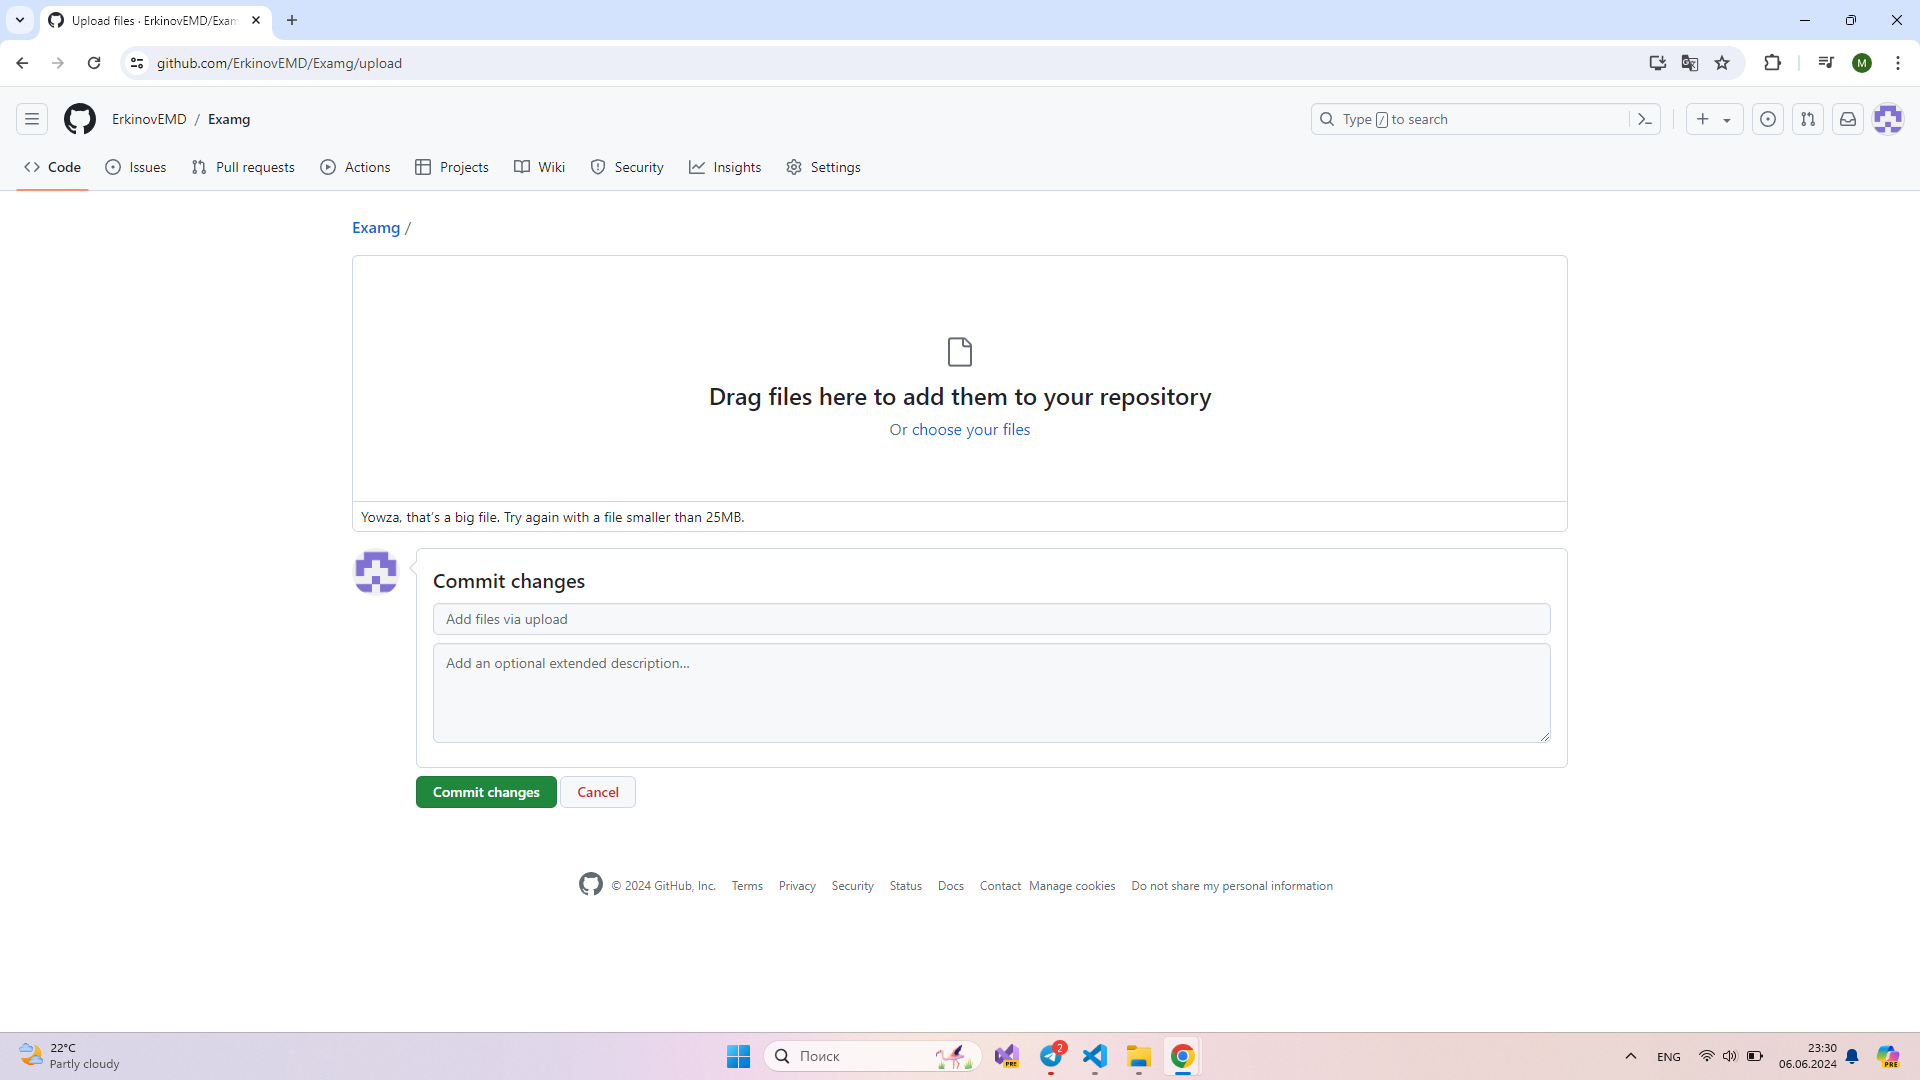 Upload files · ErkinovEMD/Exam
github.com/ErkinovEMD/Examg/upload
M
ErkinovEMD / Examg
Type / to search
Code
Issues
Pull requests
Actions
Projects
Wiki
Security
Insights
Settings
Examg /
Drag files here to add them to your repository
Or choose your files
Yowza, that's a big file. Try again with a file smaller than 25MB.
Commit changes
Add files via upload
Add an optional extended description...
Commit changes
Cancel
© 2024 GitHub, Inc.
Terms
Privacy
Security
Status
Docs
Contact
Manage cookies
Do not share my personal information
22°C
Partly cloudy
Поиск
PRE
2
ENG
23:30
06.06.2024
PRE